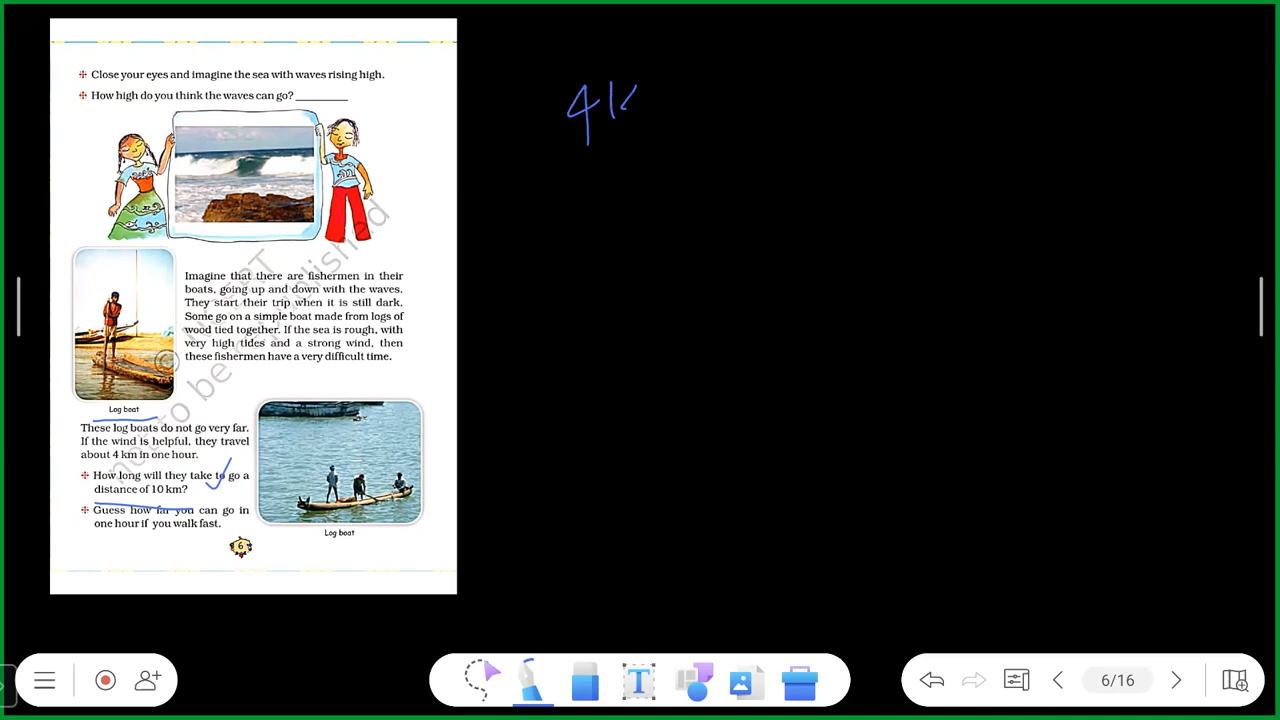 Close your eyes and imagine the sea with waves rising high.
How high do you think the waves can go? __________
4K
Imagine that there are fishermen in their
boats, going up and down with the waves.
They start their trip when it is still dark.
Some go on a simple boat made from logs of
wood tied together. If the sea is rough, with
very high tides and a strong wind, then
these fishermen have a very difficult time.
Log boat
These log boats do not go very far.
If the wind is helpful, they travel
about 4 km in one hour.
How long will they take to go a
distance of 10 km?
Guess how far you can go in
one hour if you walk fast.
Log boat
6
not to be republished
6/16
T